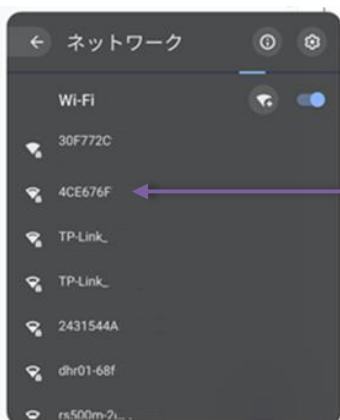 ネットワーク
Wi-Fi
30F772C
4CE676F
TP-Link_
TP-Link_
2431544A
dhr01-68f